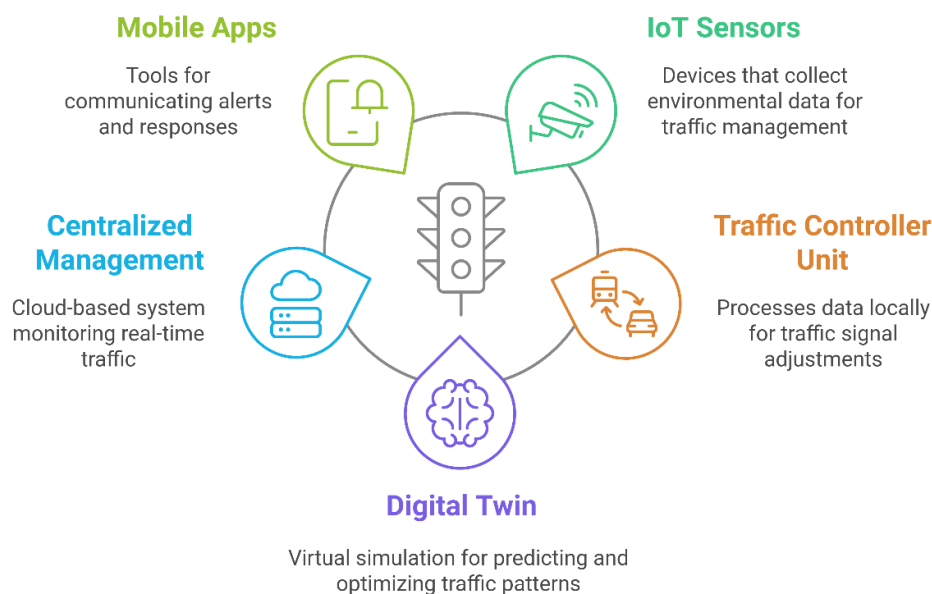 Mobile Apps
Tools for
communicating alerts
and responses
IoT Sensors
Devices that collect
environmental data for
traffic management
Centralized
Management
Cloud-based system
monitoring real-time
traffic
Traffic Controller
Unit
Processes data locally
for traffic signal
adjustments
Digital Twin
Virtual simulation for predicting and
optimizing traffic patterns